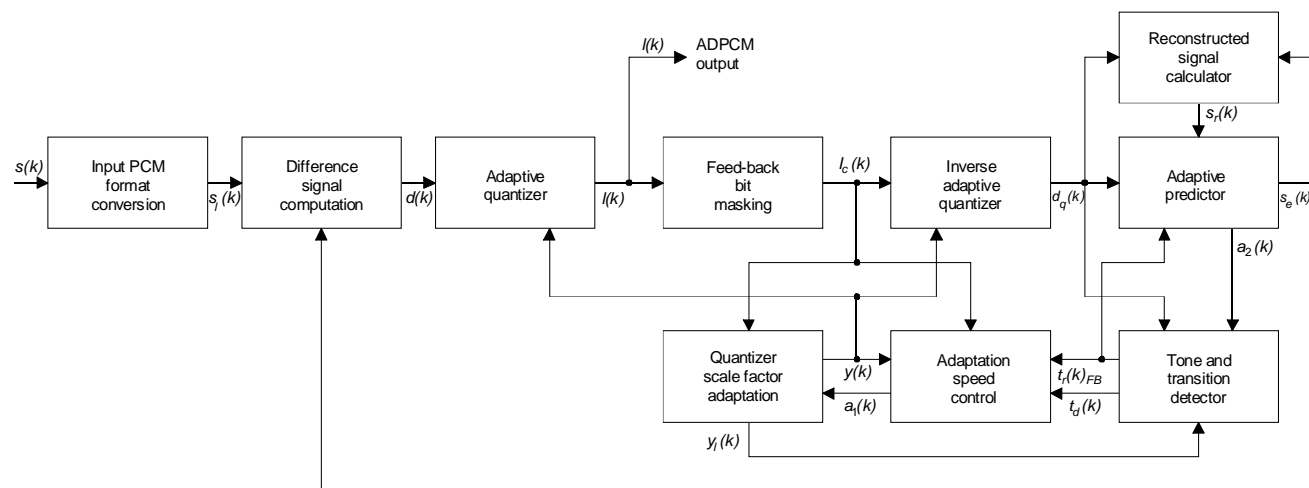 I(k)
ADPCM
output
Reconstructed
signal
calculator
s_r(k)
s(k)
Input PCM
format
conversion
s_l(k)
Difference
signal
computation
d(k)
Adaptive
quantizer
I(k)
Feed-back
bit
masking
I_c(k)
Inverse
adaptive
quantizer
d_q(k)
Adaptive
predictor
s_e(k)
a_2(k)
Quantizer
scale factor
adaptation
y(k)
a_1(k)
Adaptation
speed
control
t_r(k)_FB
t_d(k)
Tone and
transition
detector
y_l(k)